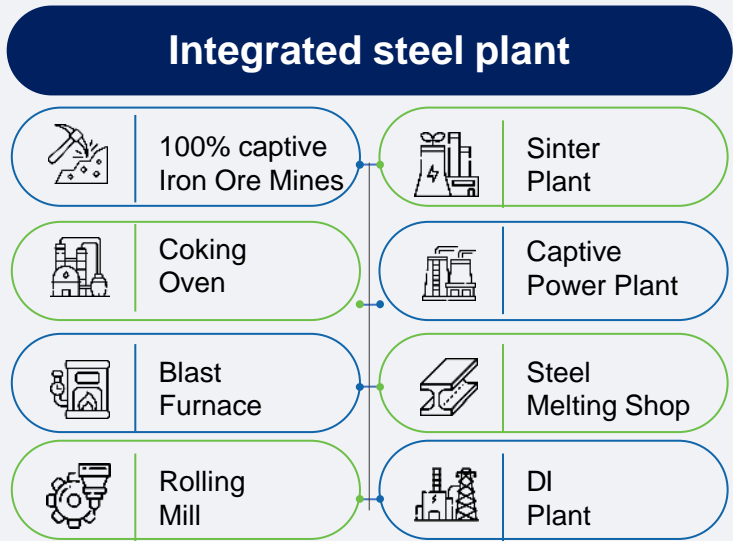 Integrated steel plant
100% captive
Iron Ore Mines
Sinter
Plant
Coking
Oven
Captive
Power Plant
Blast
Furnace
Steel
Melting Shop
Rolling
Mill
DI
Plant